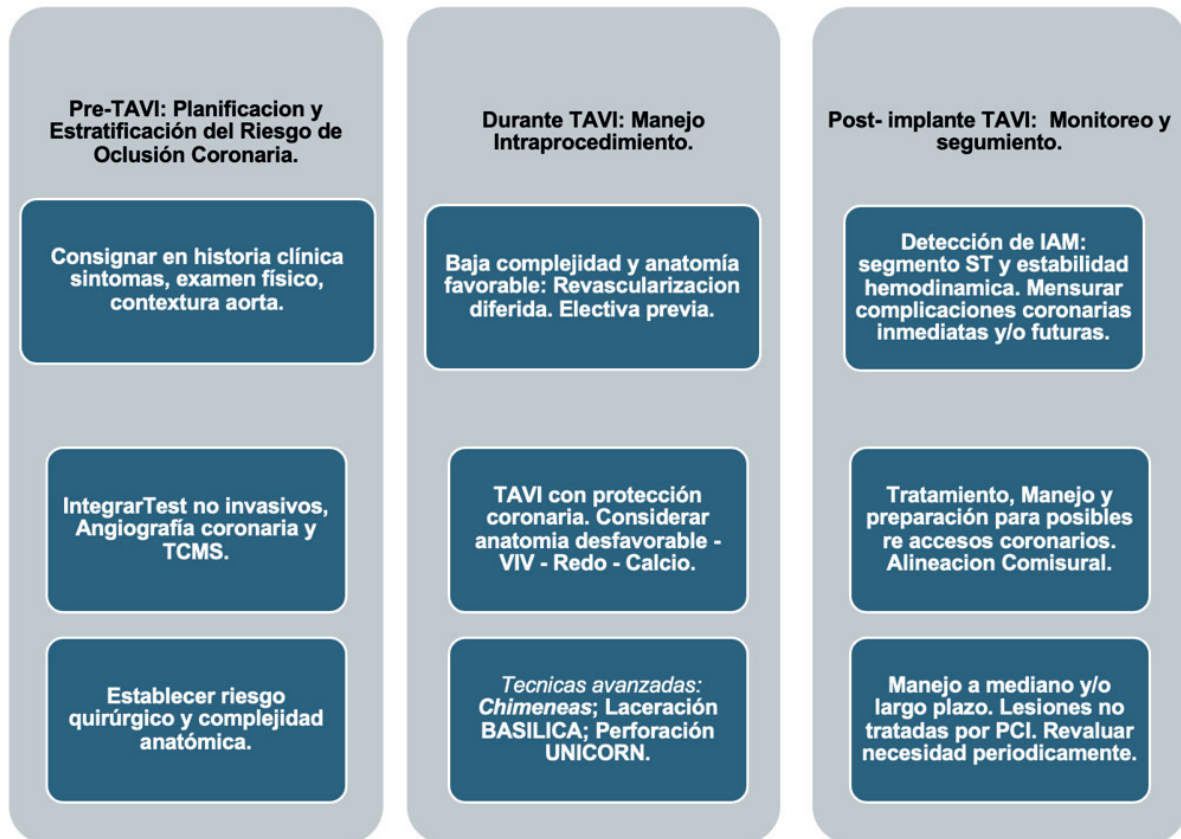 Pre-TAVI: Planificacion y
Estratificación del Riesgo de
Oclusión Coronaria.
Consignar en historia clínica
sintomas, examen físico,
contextura aorta.
IntegrarTest no invasivos,
Angiografía coronaria y
TCMS.
Establecer riesgo
quirúrgico y complejidad
anatómica.
Durante TAVI: Manejo
Intraprocedimiento.
Baja complejidad y anatomía
favorable: Revascularizacion
diferida. Electiva previa.
TAVI con protección
coronaria. Considerar
anatomia desfavorable -
VIV - Redo - Calcio.
Tecnicas avanzadas:
Chimeneas; Laceración
BASILICA; Perforación
UNICORN.
Post- implante TAVI: Monitoreo y
segumiento.
Detección de IAM:
segmento ST y estabilidad
hemodinamica. Mensurar
complicaciones coronarias
inmediatas y/o futuras.
Tratamiento, Manejo y
preparación para posibles
re accesos coronarios.
Alineacion Comisural.
Manejo a mediano y/o
largo plazo. Lesiones no
tratadas por PCI. Revaluar
necesidad periodicamente.